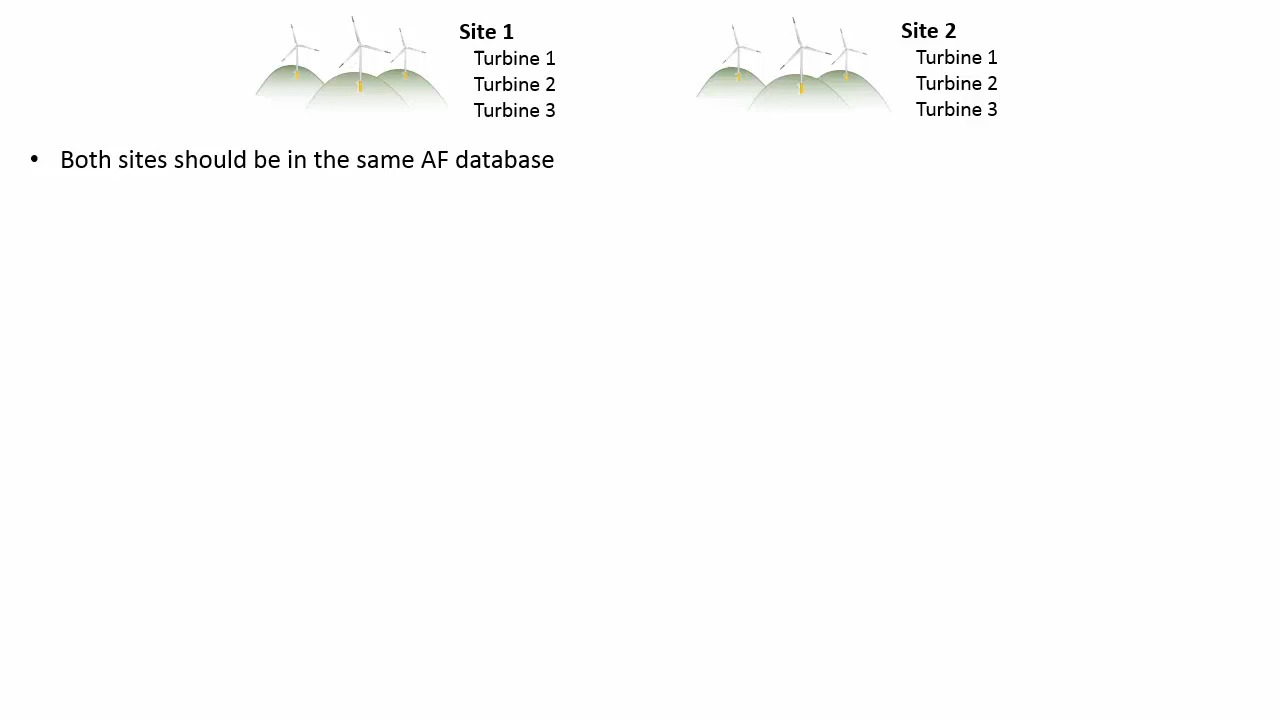 Site 1
Turbine 1
Turbine 2
Turbine 3
Site 2
Turbine 1
Turbine 2
Turbine 3
• Both sites should be in the same AF database